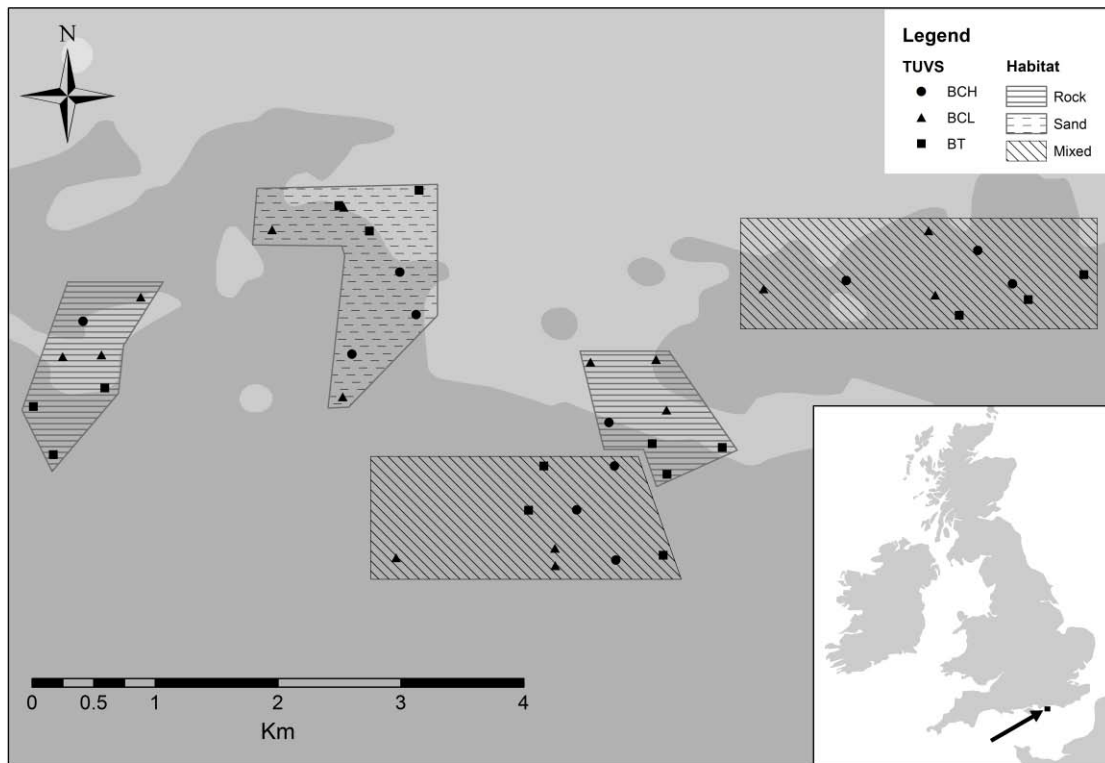 N
Legend
TUVS Habitat
BCH Rock
BCL Sand
BT Mixed
0 0.5 1 2 3 4
Km